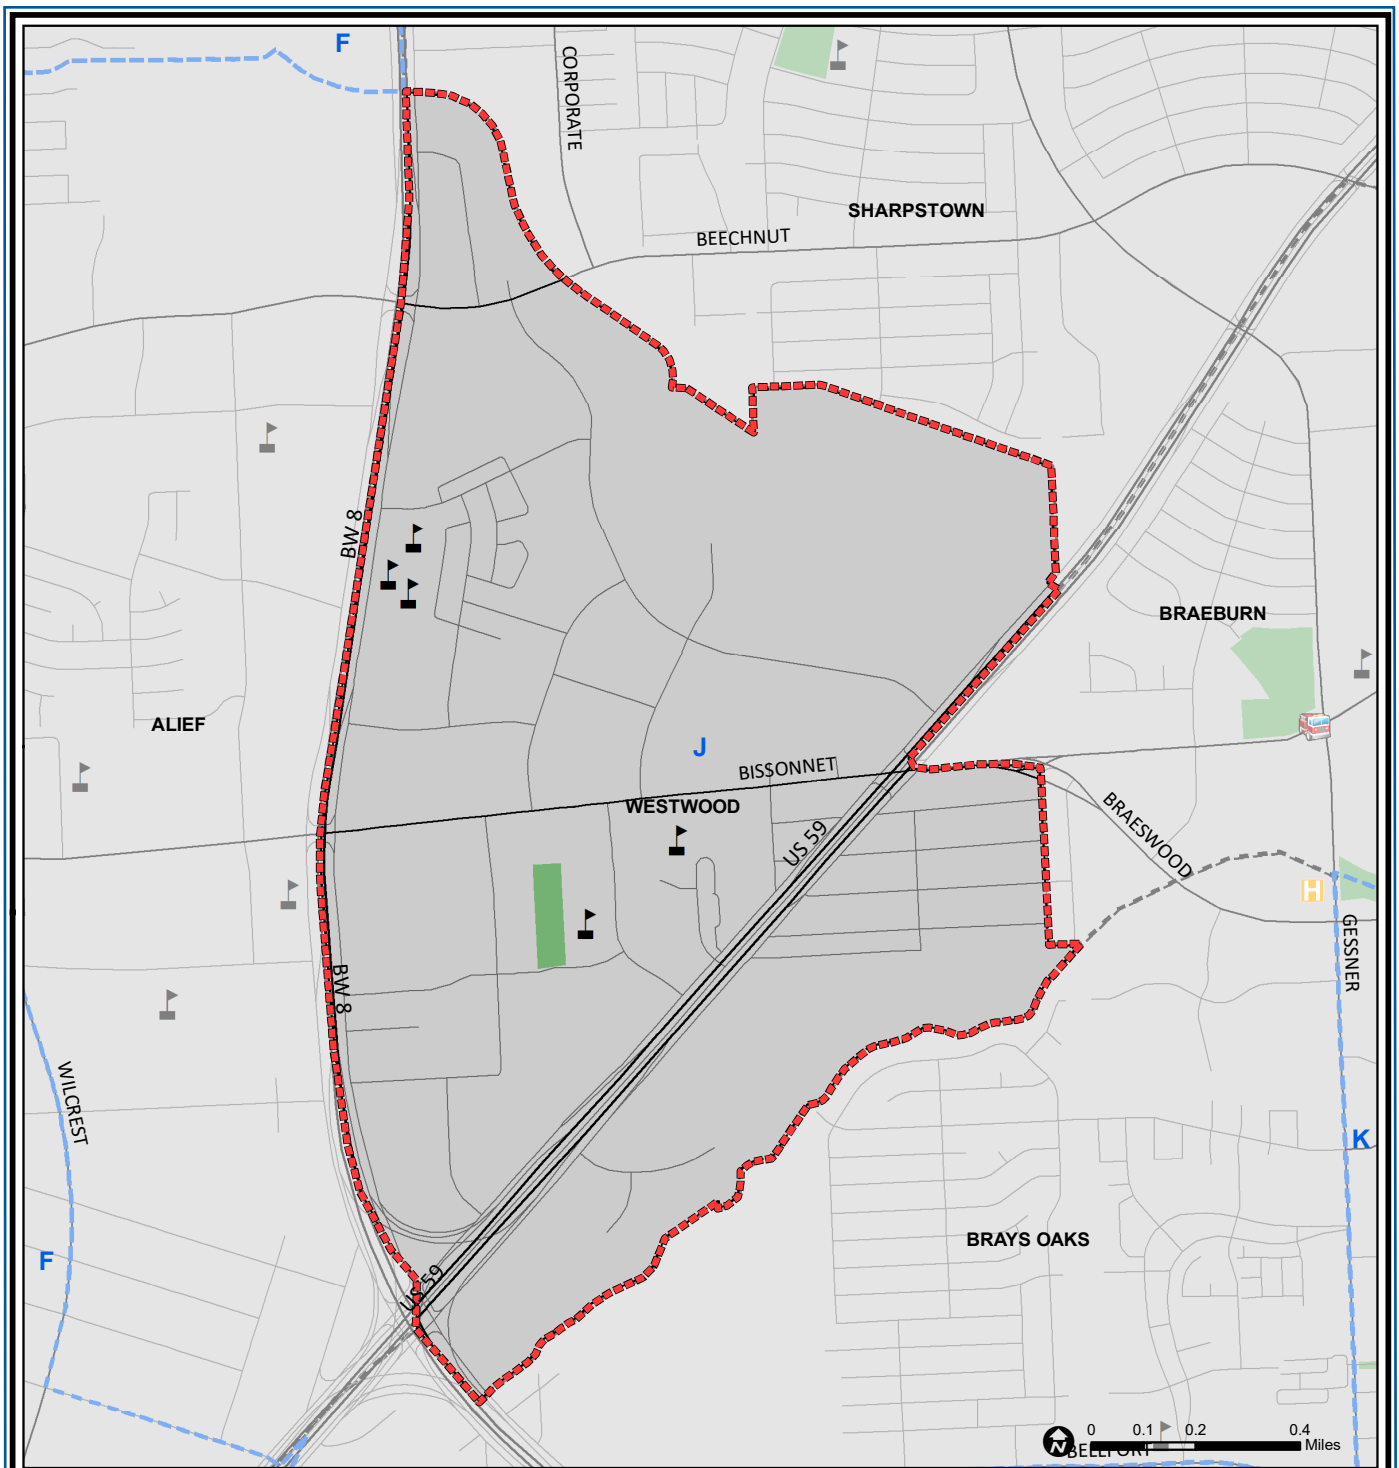 F
CORPORATE
SHARPSTOWN
BEECHNUT
BW 8
BRAEBURN
ALIEF
J
BISSONNET
WESTWOOD
US 59
BRAESWOOD
H
GESSNER
BW 8
WILCREST
K
BRAYS OAKS
F
US 59
N
0 0.1 0.2 0.4
Miles
BELLFORT